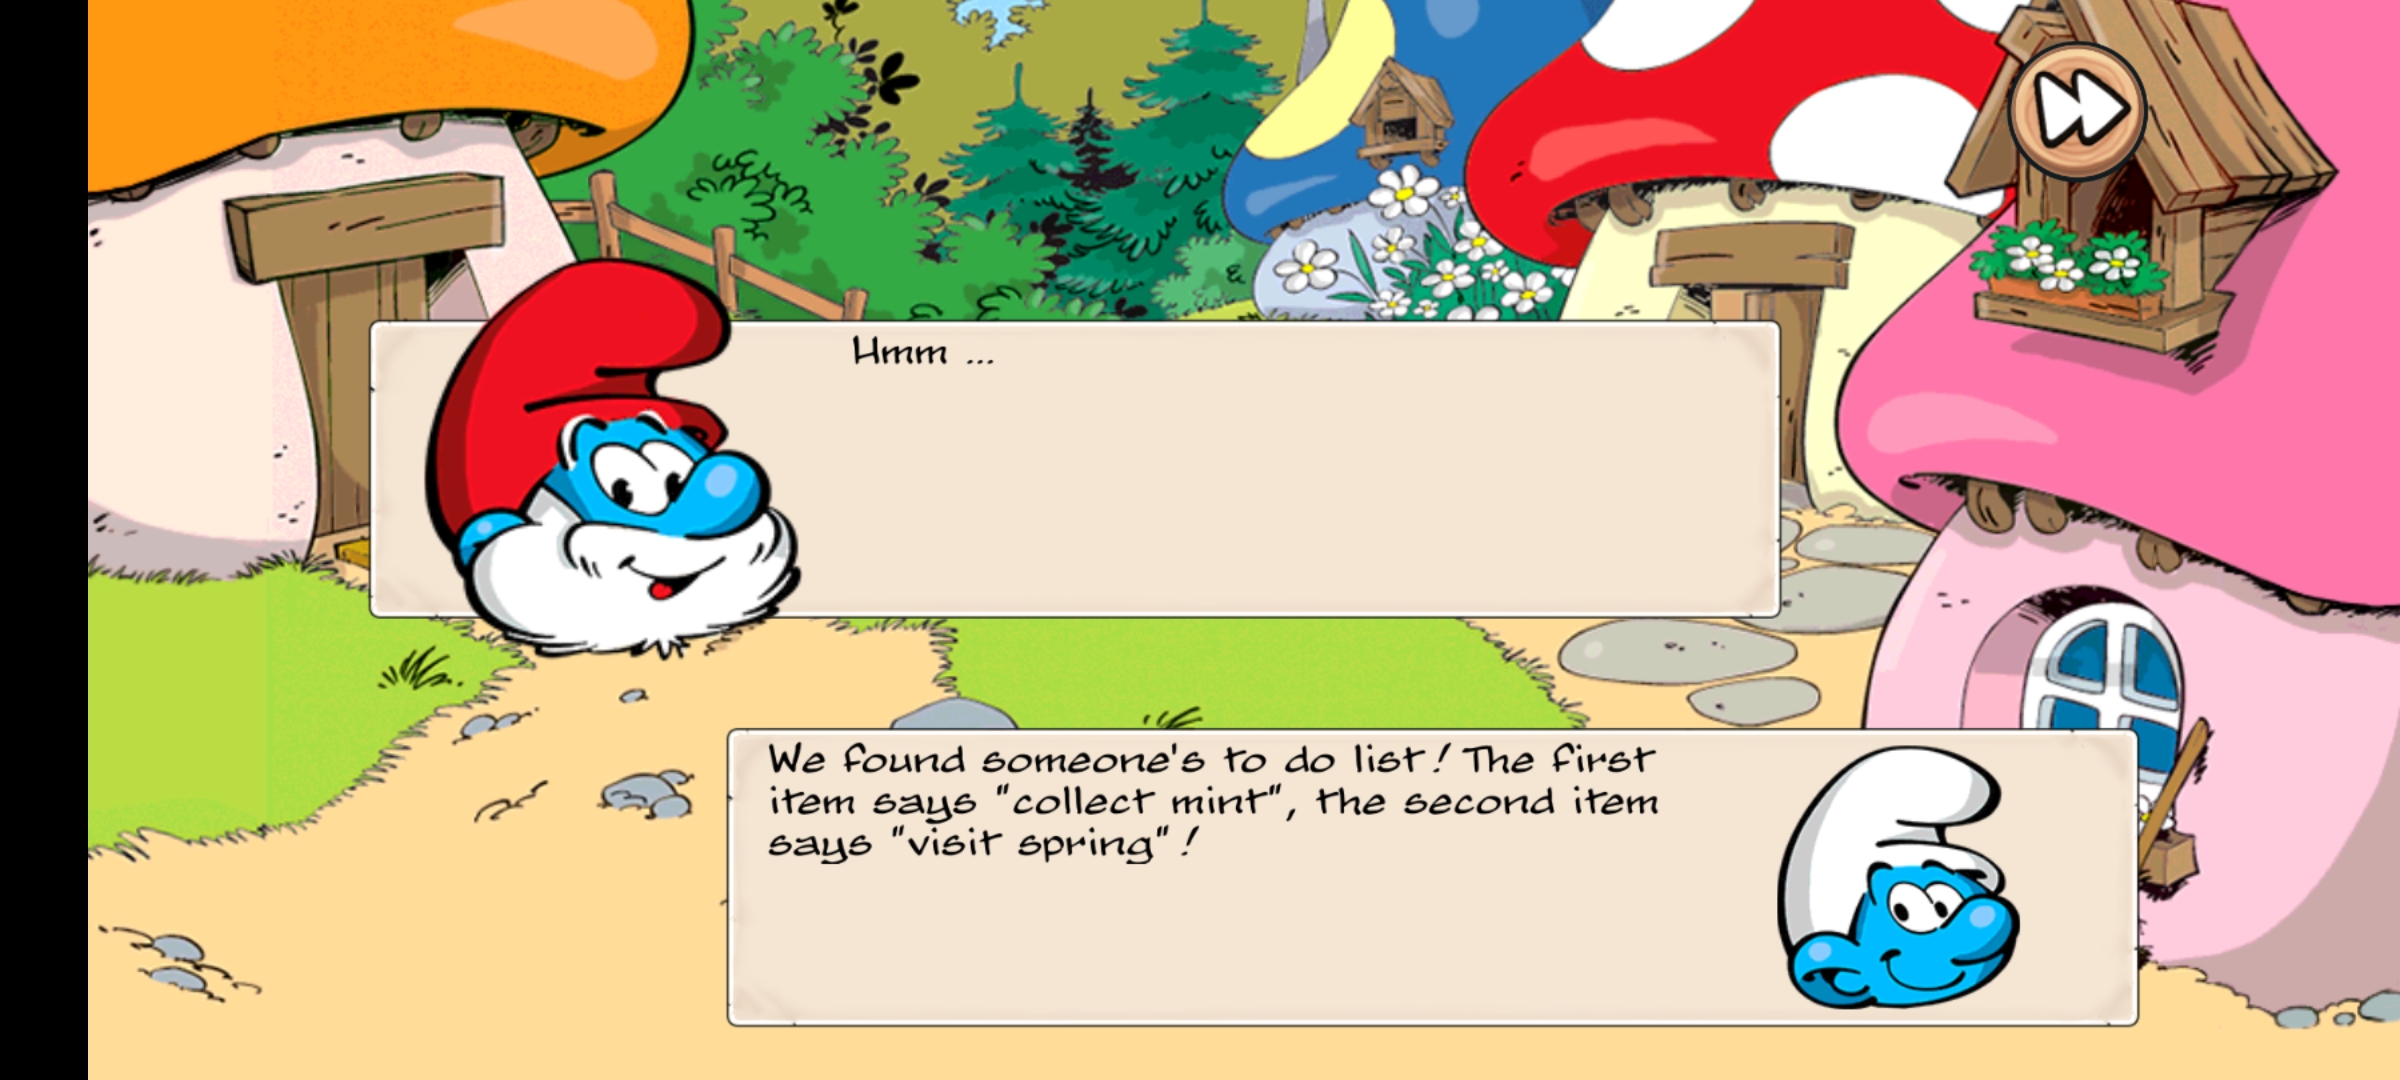 Hmm ...
We found someone's to do list! The first
item says "collect mint", the second item
says "visit spring"!